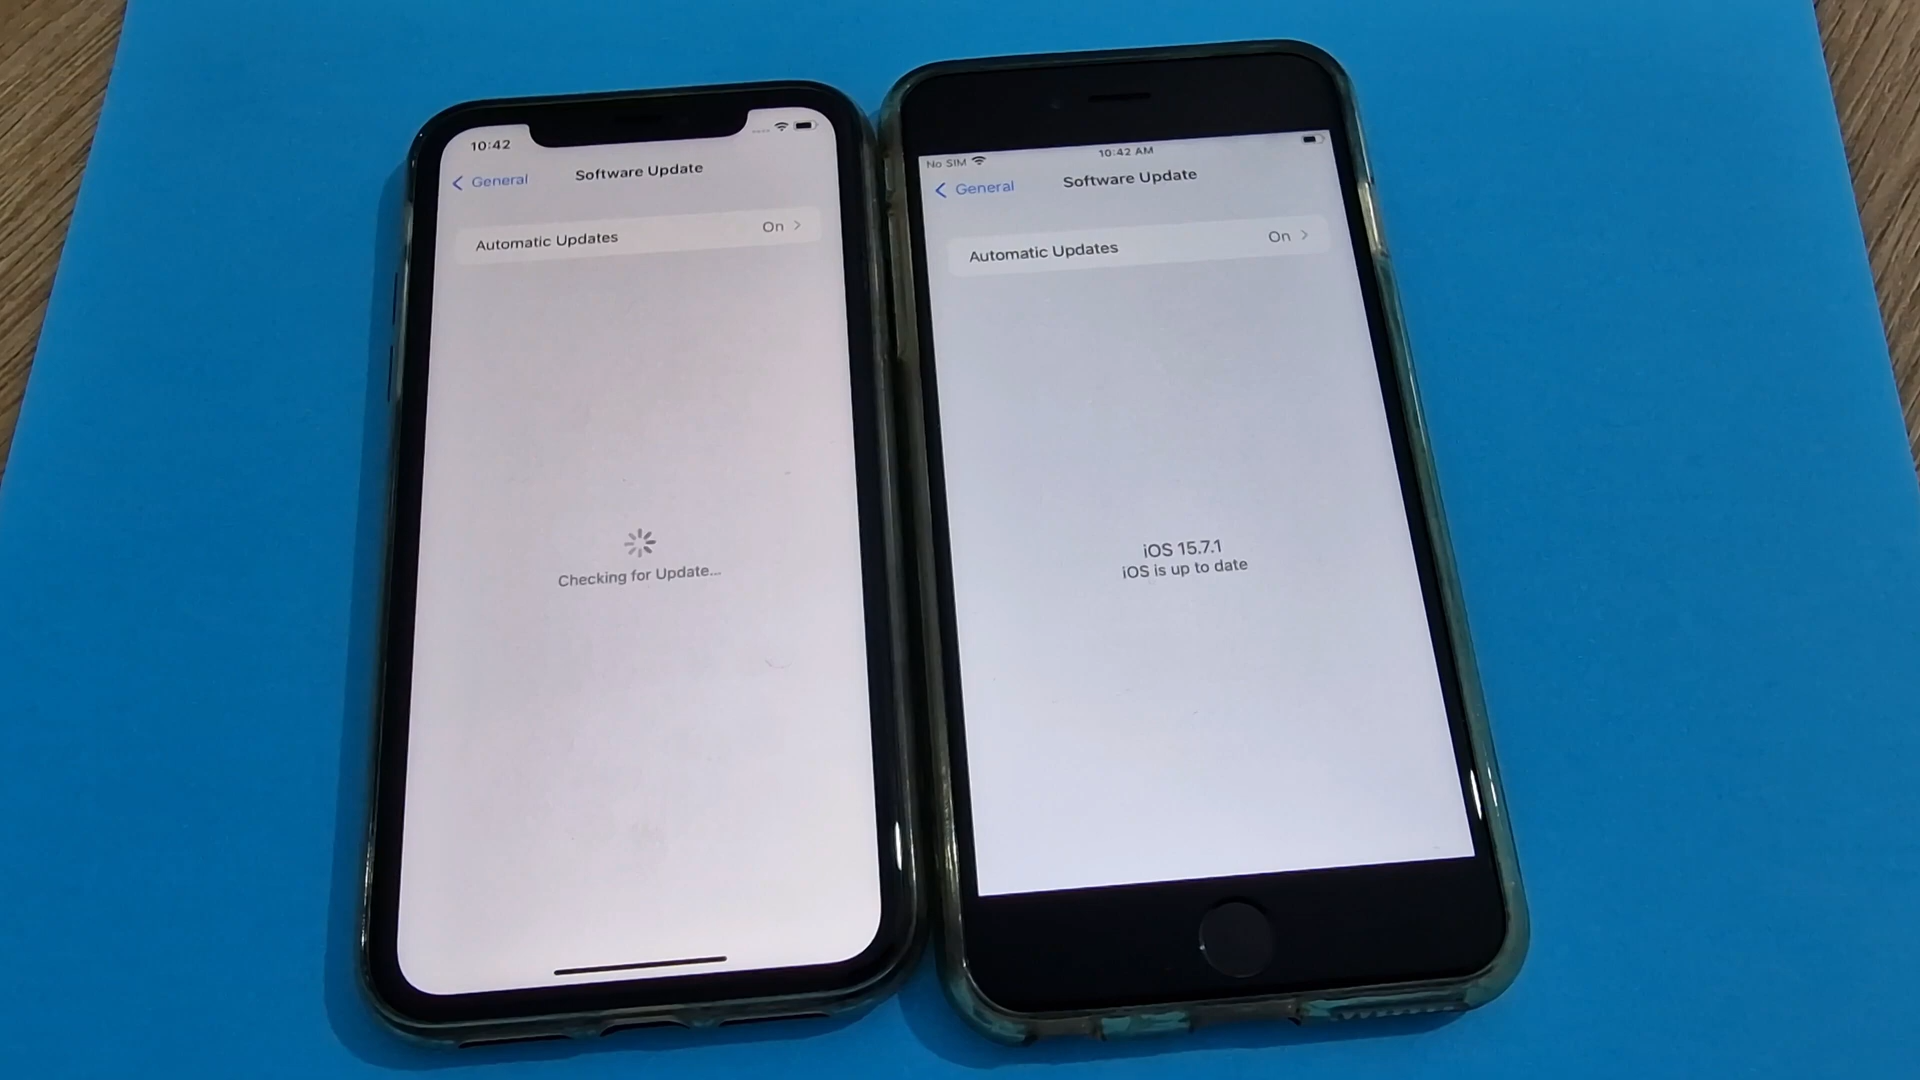 10:42
General
Software Update
Automatic Updates On
Checking for Update...
No SIM 10:42 AM
General
Software Update
Automatic Updates On
iOS 15.7.1
iOS is up to date